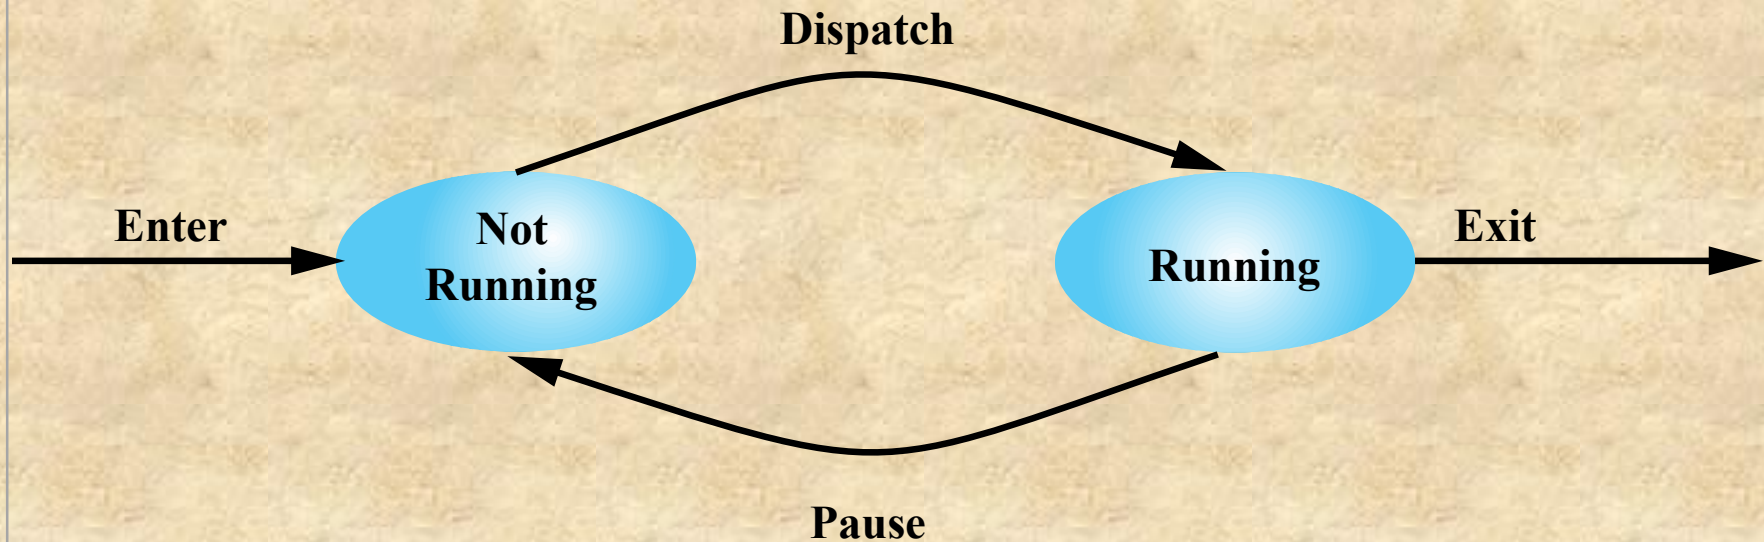 Dispatch
Enter
Not
Running
Running
Exit
Pause